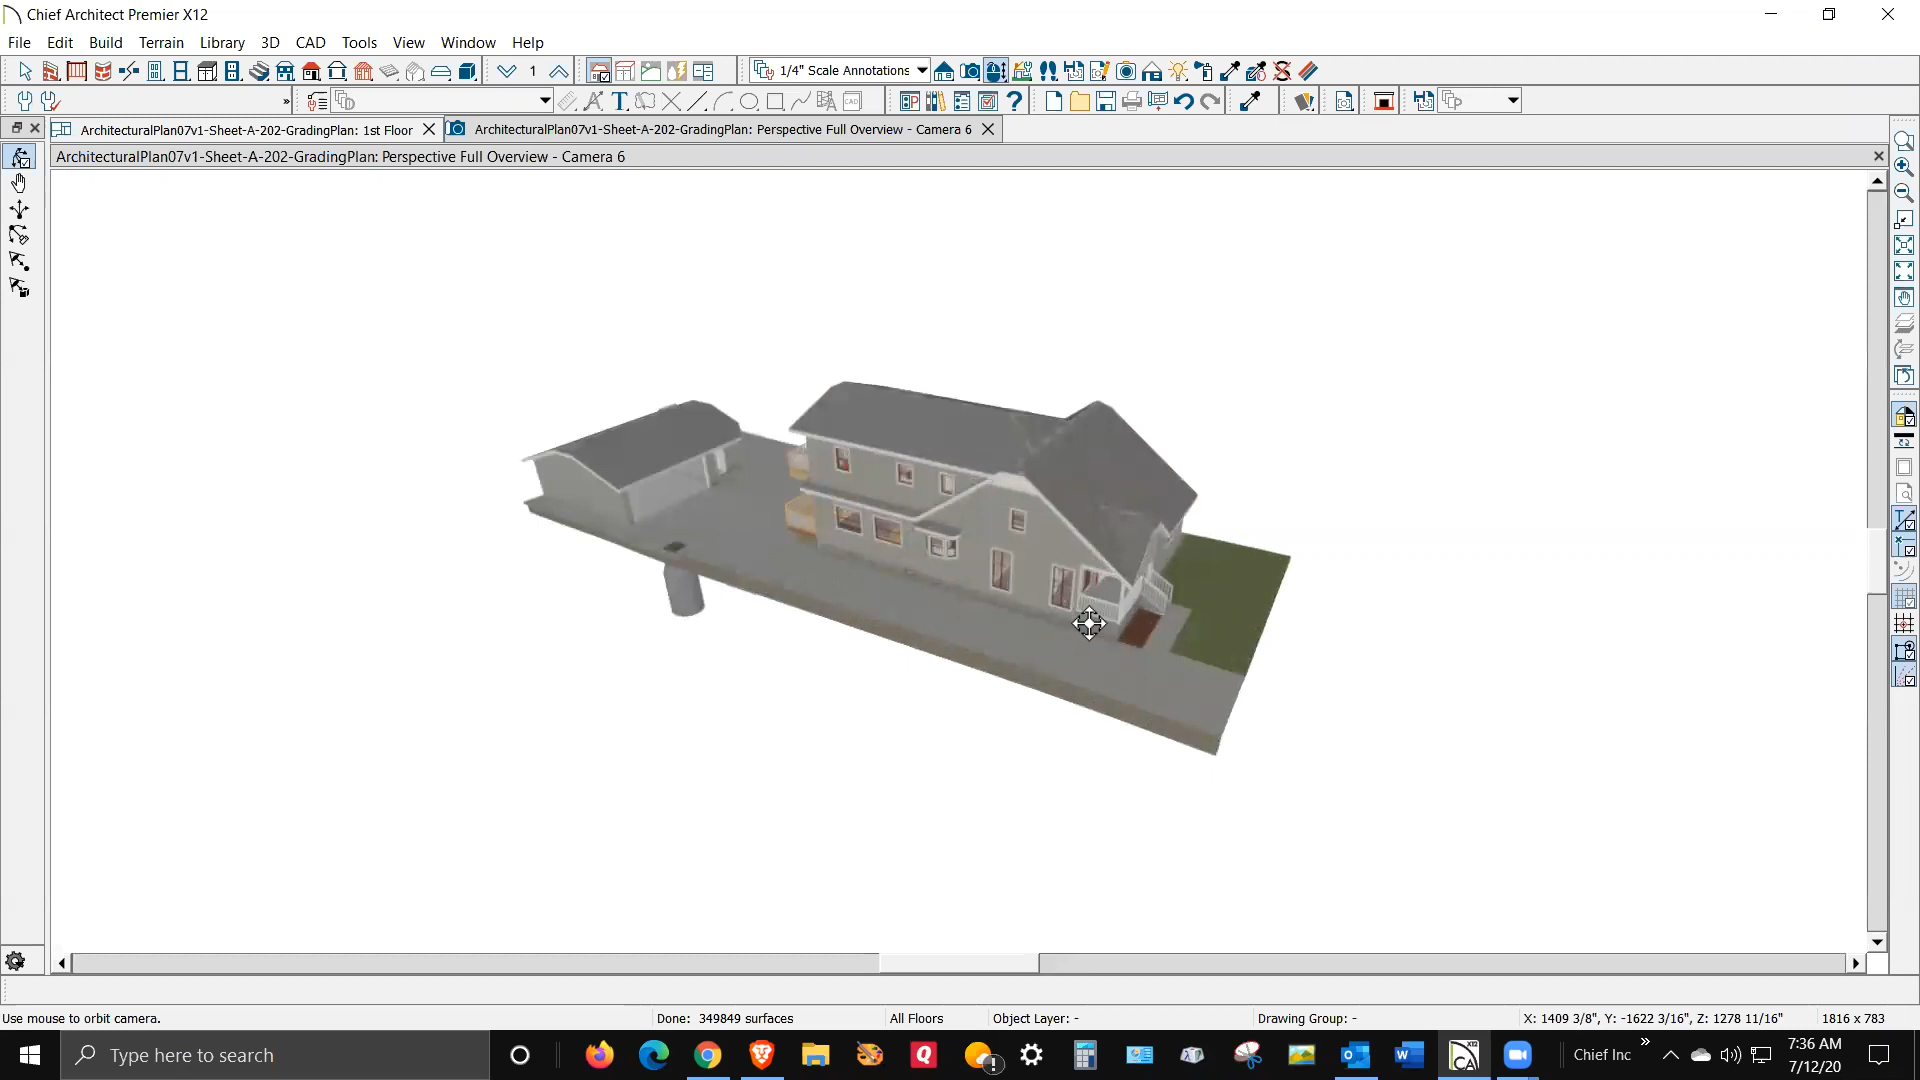 Chief Architect Premier X12
File Edit Build Terrain Library 3D CAD Tools View Window Help
1 1/4" Scale Annotations
ArchitecturalPlan07v1-Sheet-A-202-GradingPlan: 1st Floor ArchitecturalPlan07v1-Sheet-A-202-GradingPlan: Perspective Full Overview - Camera 6
ArchitecturalPlan07v1-Sheet-A-202-GradingPlan: Perspective Full Overview - Camera 6
Use mouse to orbit camera. Done: 349849 surfaces All Floors Object Layer: - Drawing Group: - X: 1409 3/8", Y: -1622 3/16", Z: 1278 11/16" 1816 x 783
Type here to search Chief Inc 7:36 AM
7/12/20